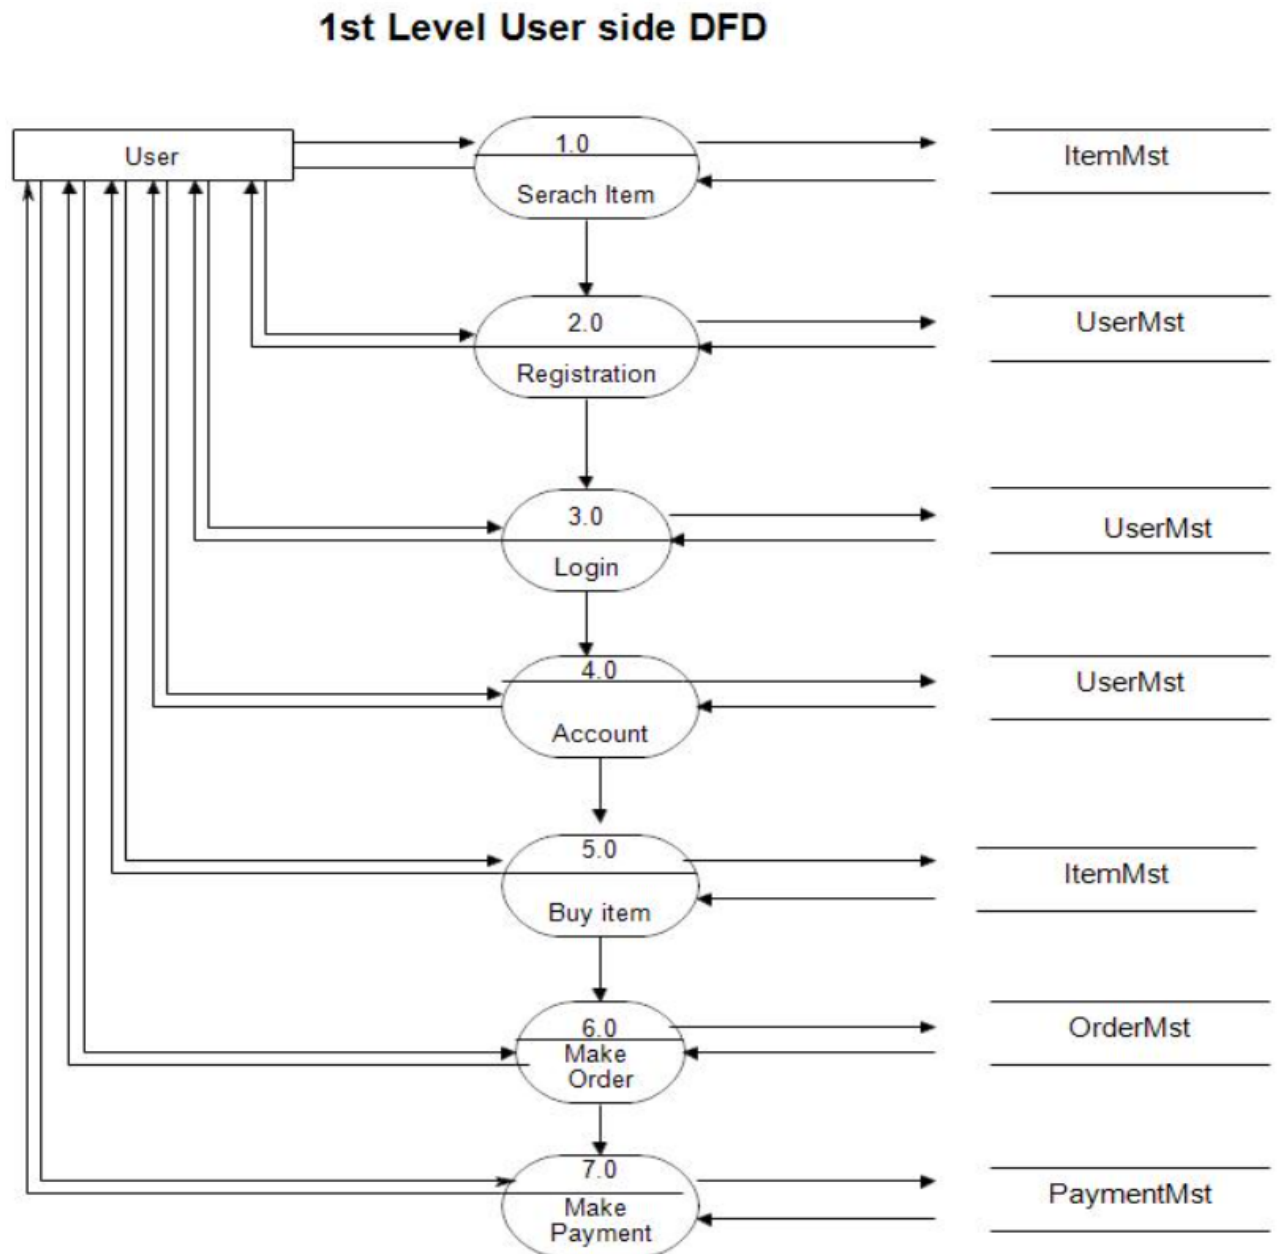 1st Level User side DFD
User
1.0
Serach Item
ItemMst
2.0
Registration
UserMst
3.0
Login
UserMst
4.0
Account
UserMst
5.0
Buy item
ItemMst
6.0
Make
Order
OrderMst
7.0
Make
Payment
PaymentMst